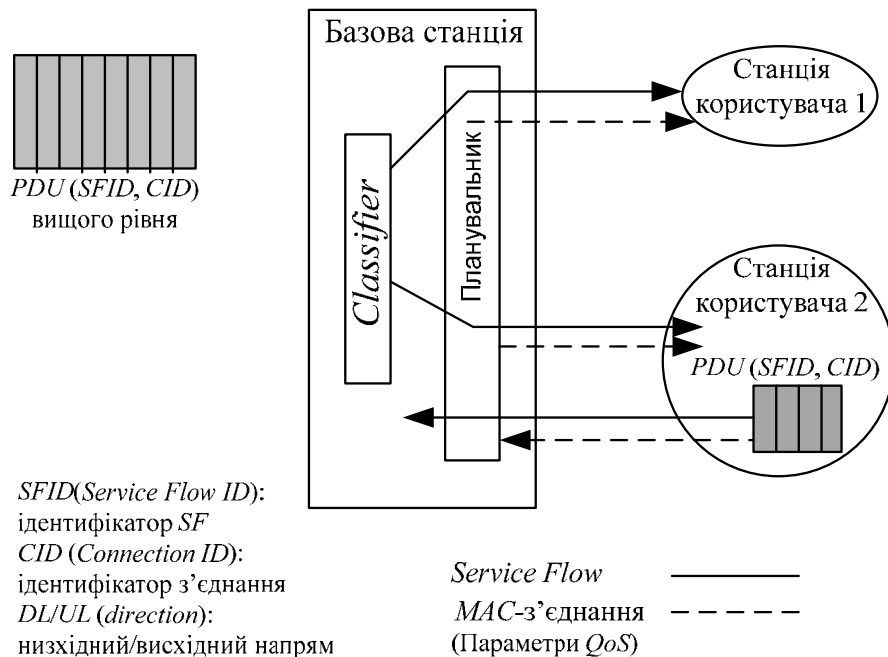 Базова станція
PDU (SFID, CID)
вищого рівня
Classifier
Планувальник
Станція
користувача 1
Станція
користувача 2
PDU (SFID, CID)
SFID(Service Flow ID):
ідентифікатор SF
CID (Connection ID):
ідентифікатор з’єднання
DL/UL (direction):
низхідний/висхідний напрям
Service Flow
MAC-з’єднання
(Параметри QoS)